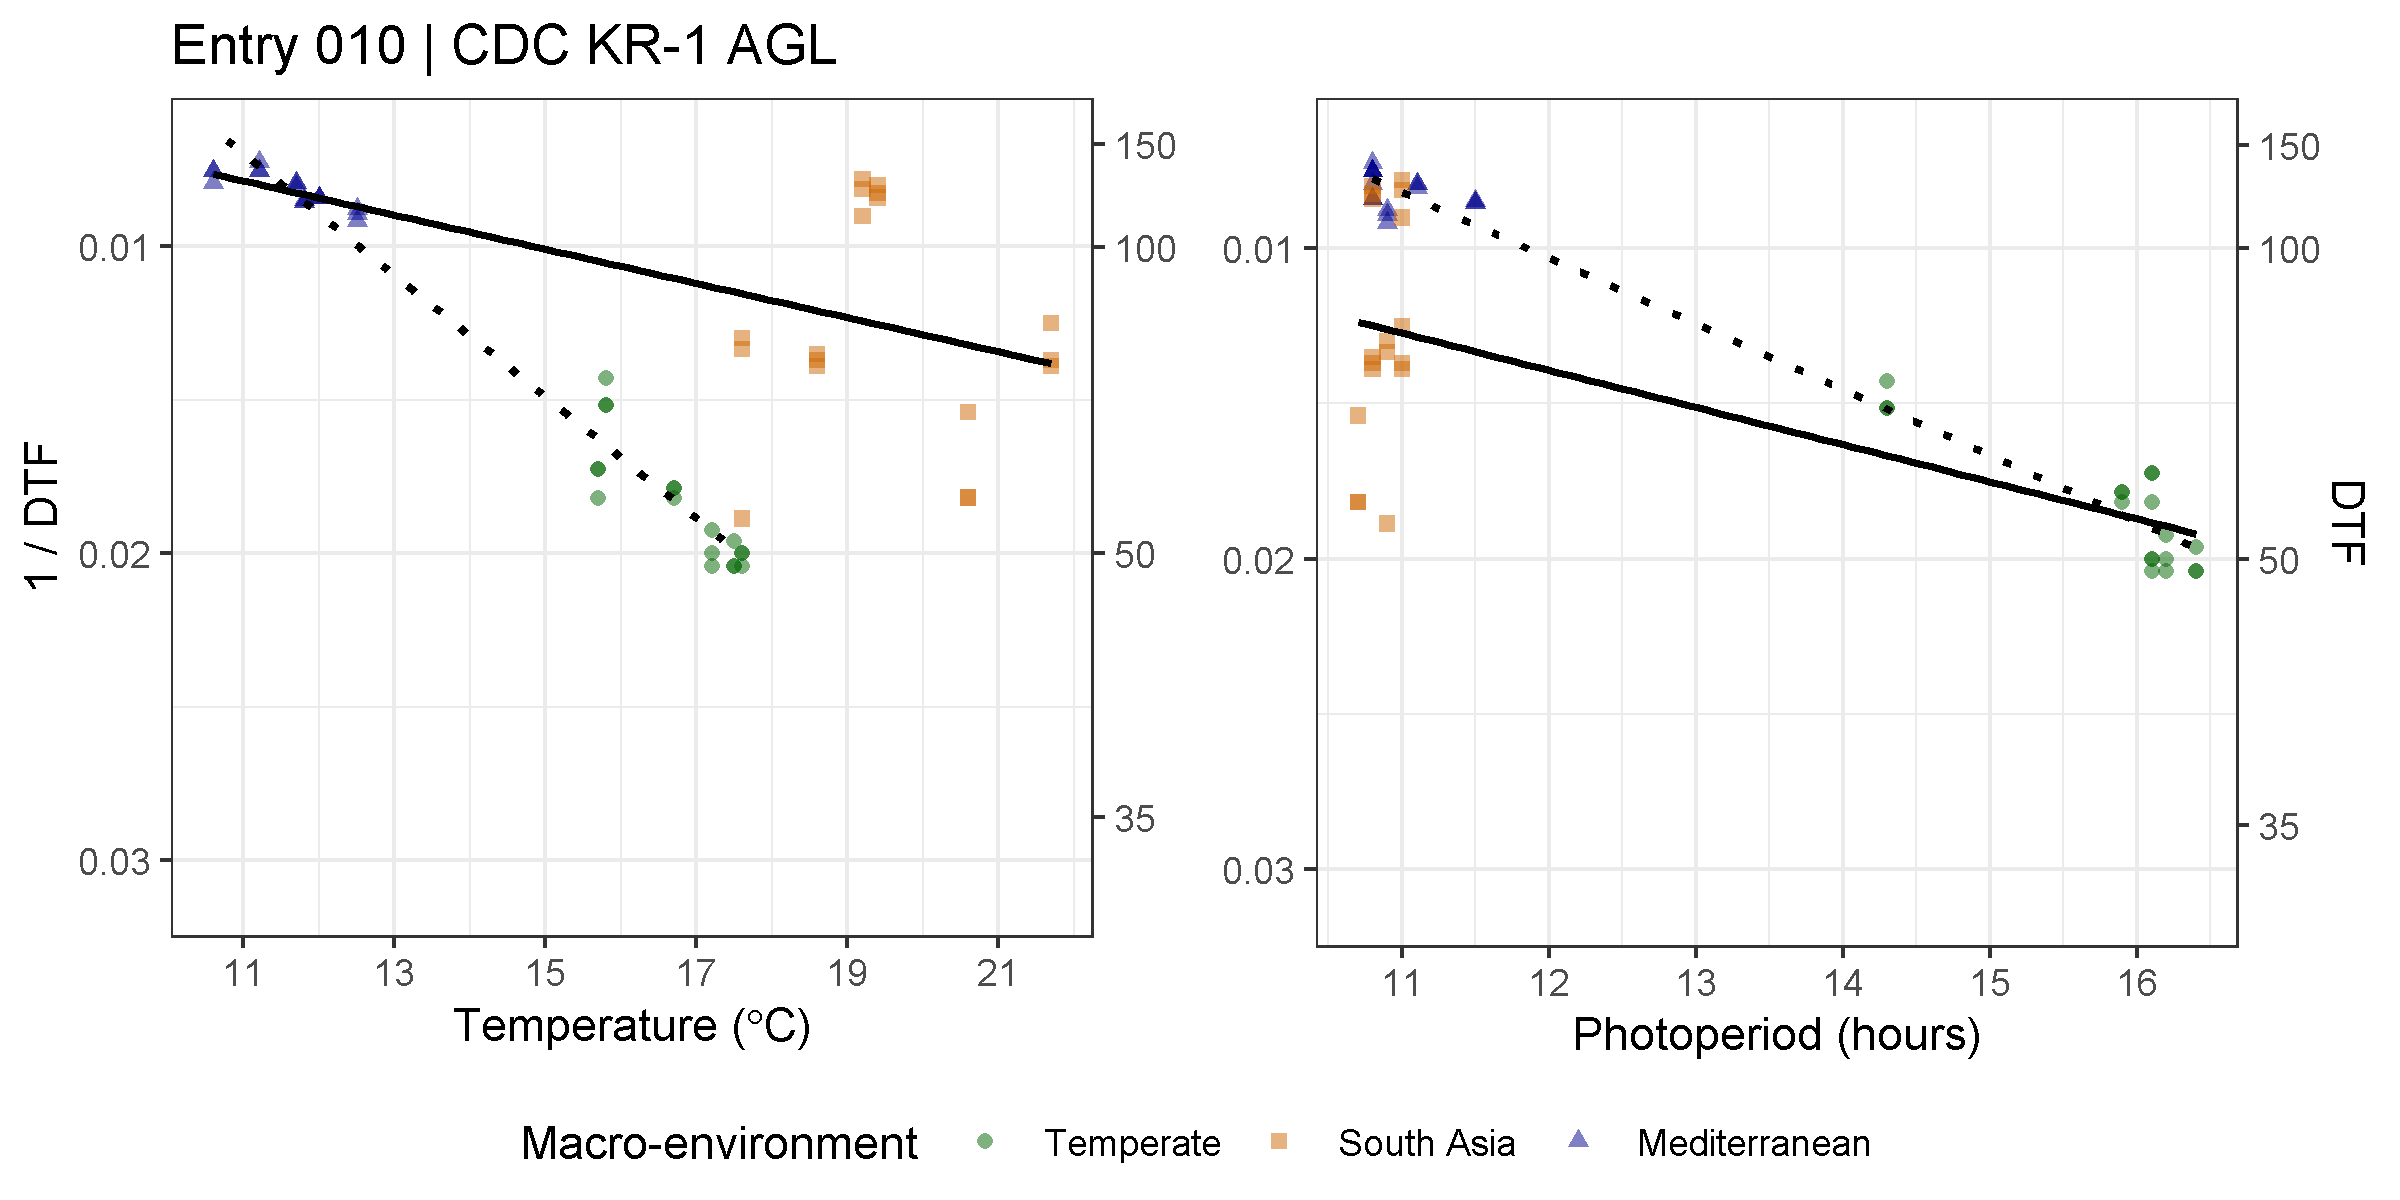 Entry 010 | CDC KR-1 AGL
1 / DTF
0.01
0.02
0.03
150
100
50
35
11 13 15 17 19 21
Temperature (°C)
0.01
0.02
0.03
150
100
50
35
DTF
11 12 13 14 15 16
Photoperiod (hours)
Macro-environment Temperate South Asia Mediterranean